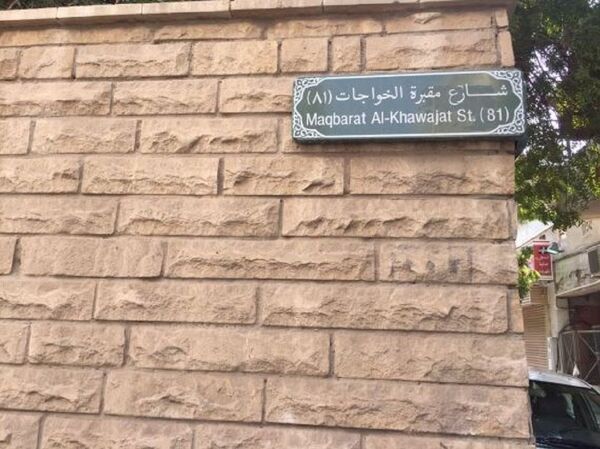 شارع مقبرة الخواجات (٨١)
Maqbarat Al-Khawajat St. (81)